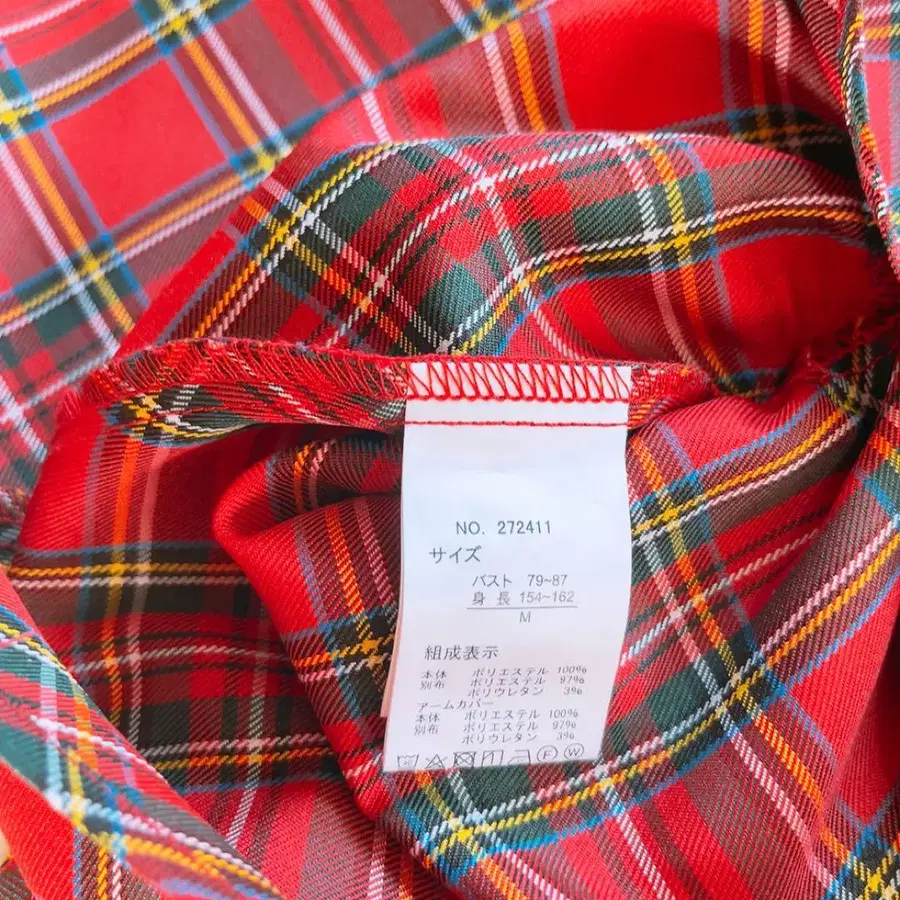 NO. 272411
サイズ
バスト 79~87
身長 154~162
M
組成表示
本体 ポリエステル 100%
別布 ポリエステル 97%
ポリウレタン 3%
アームカバー
本体 ポリエステル 100%
別布 ポリエステル 97%
ポリウレタン 3%
F W